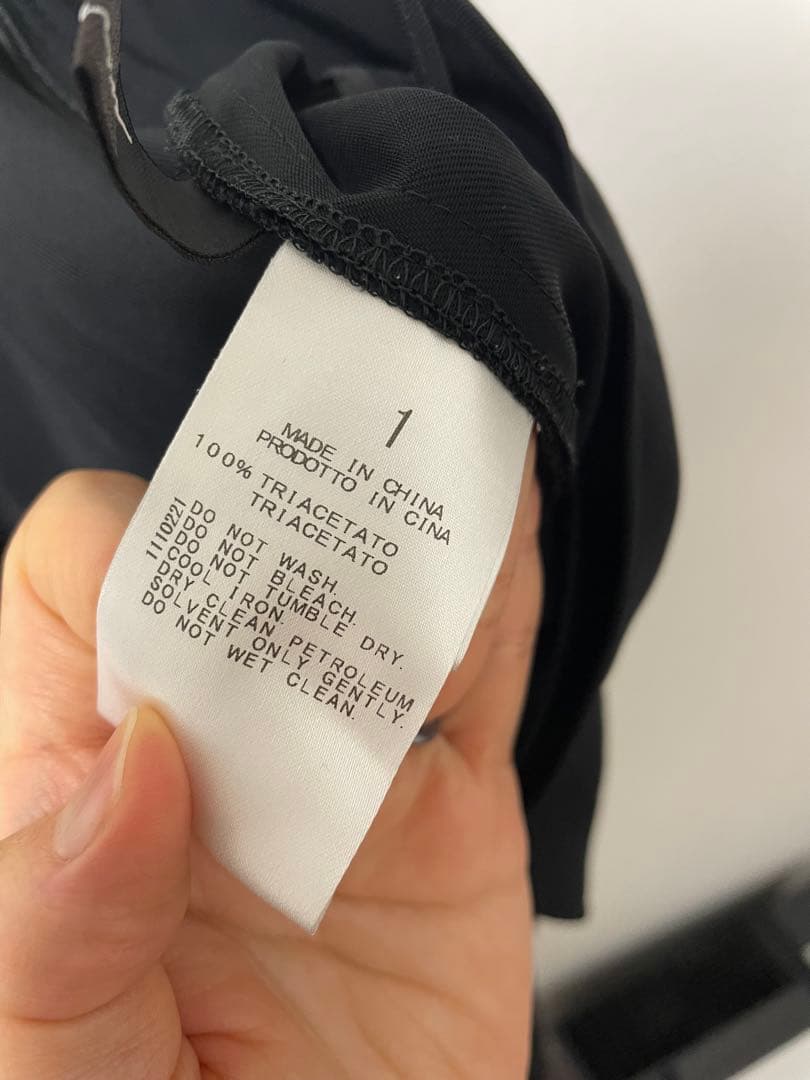 1
MADE IN CHINA
PRODOTTO IN CINA
100% TRIACETATO
TRIACETATO
DO NOT WASH.
DO NOT BLEACH.
DO NOT TUMBLE DRY.
1110221 COOL IRON.
DRY CLEAN PETROLEUM
SOLVENT ONLY GENTLY.
DO NOT WET CLEAN.